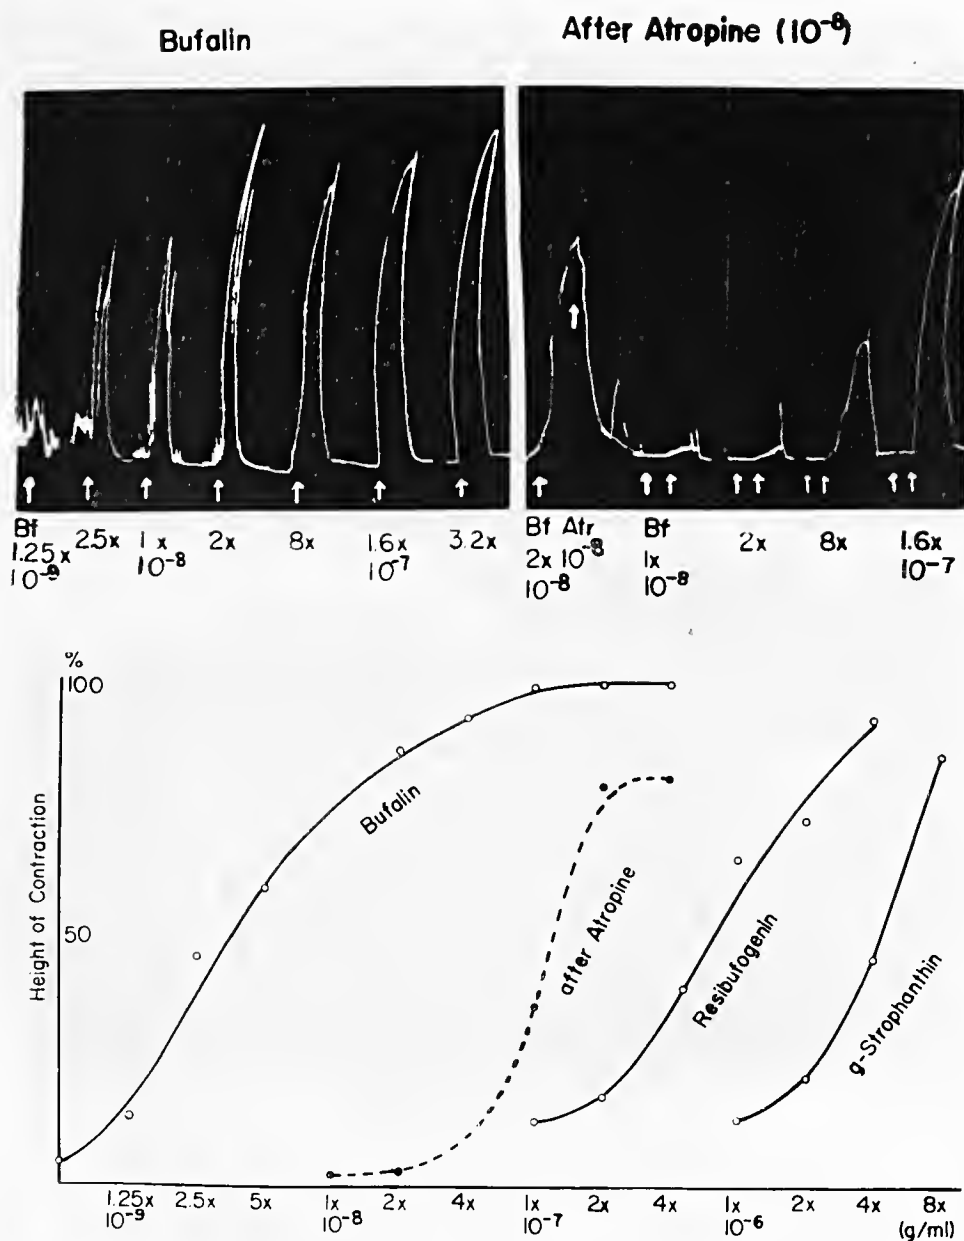 Bufalin
After Atropine (10⁻⁸)
Bf 2.5x 1x 2x 8x 1.6x 3.2x
1.25x 10⁻⁸ 10⁻⁷
10⁻⁹
Bf Atr Bf 2x 8x 1.6x
2x 10⁻⁸ 1x 10⁻⁷
10⁻⁸ 10⁻⁸
%
100
50
Height of Contraction
Bufalin
after Atropine
Resibufogenin
g-Strophanthin
1.25x 2.5x 5x 1x 2x 4x 1x 2x 4x 1x 2x 4x 8x
10⁻⁹ 10⁻⁸ 10⁻⁷ 10⁻⁶ (g/ml)